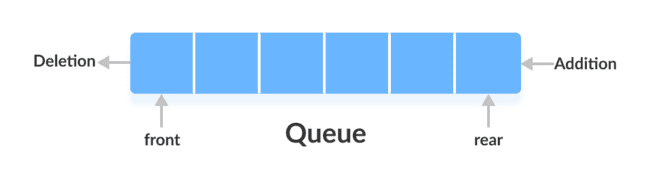 Deletion
Addition
front
Queue
rear